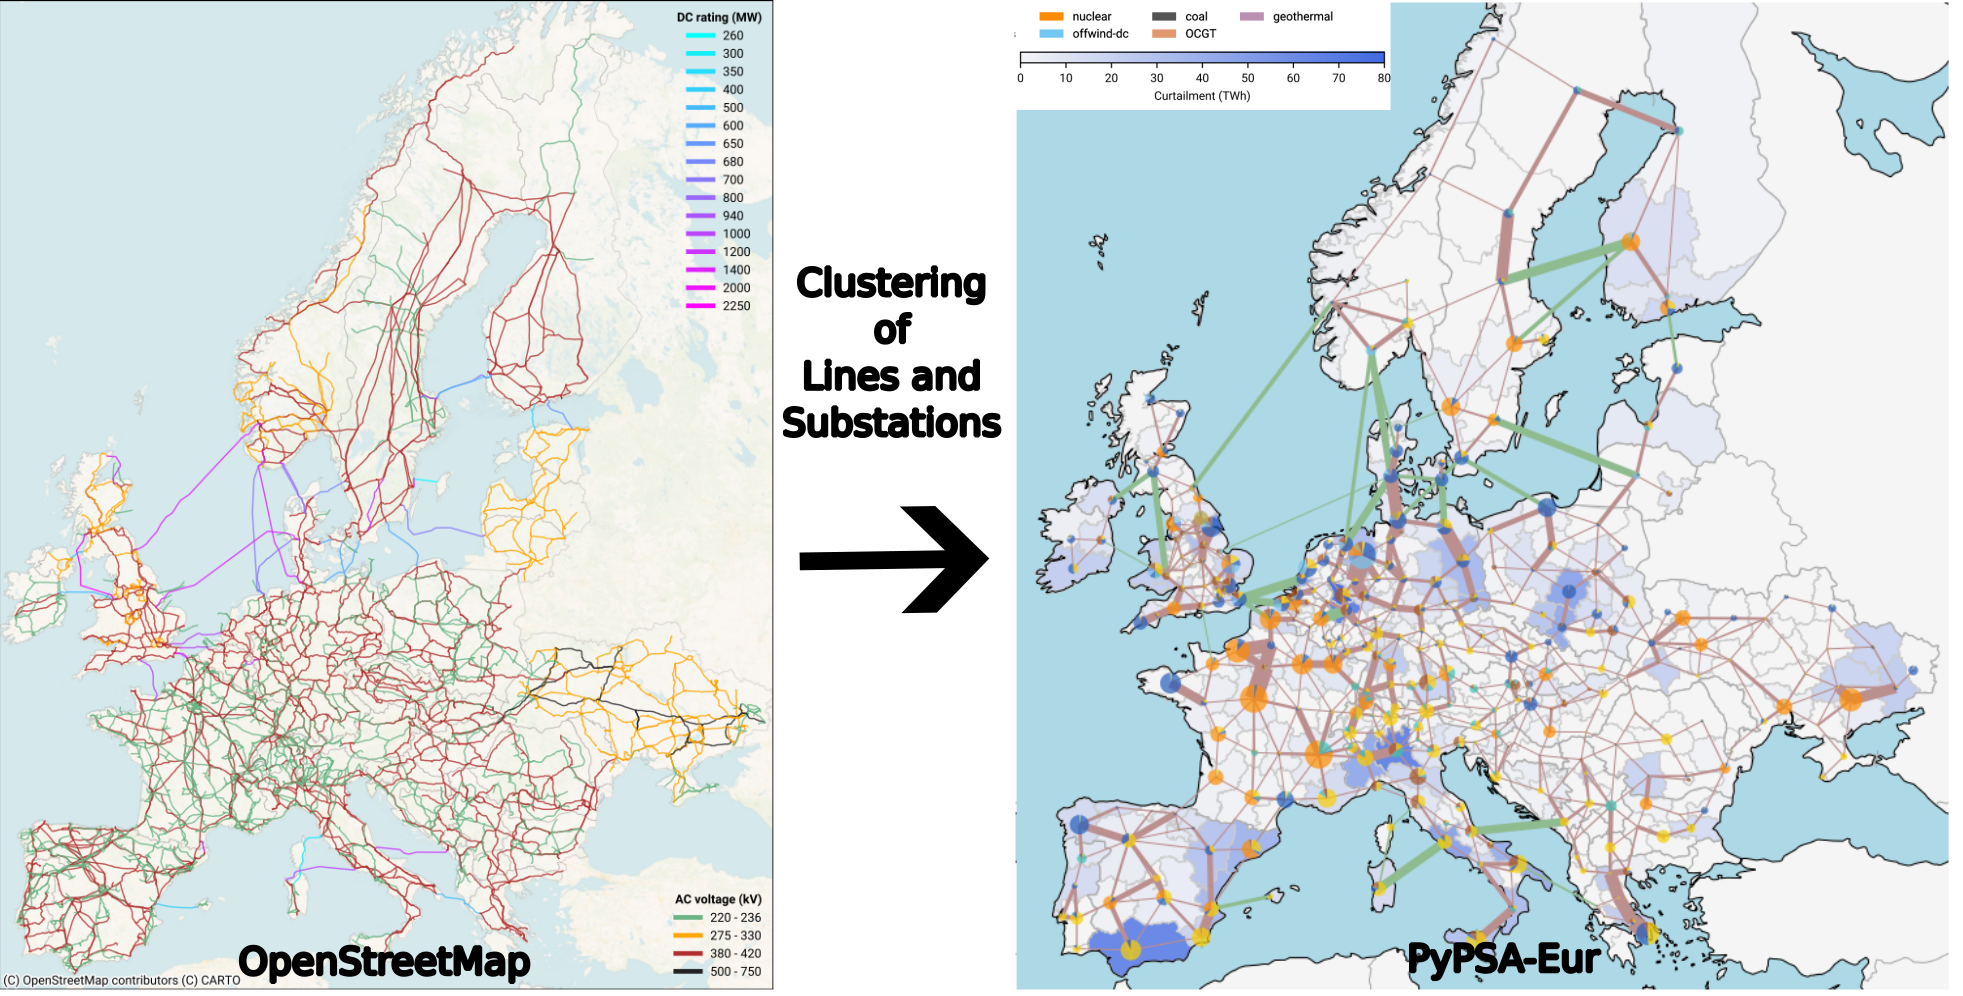 DC rating (MW)
260
300
350
400
500
600
650
680
700
800
940
1000
1200
1400
2000
2250
AC voltage (kV)
220 - 236
275 - 330
380 - 420
500 - 750
OpenStreetMap
(C) OpenStreetMap contributors (C) CARTO
Clustering
of
Lines and
Substations
nuclear coal geothermal
offwind-dc OCGT
0 10 20 30 40 50 60 70 80
Curtailment (TWh)
PyPSA-Eur